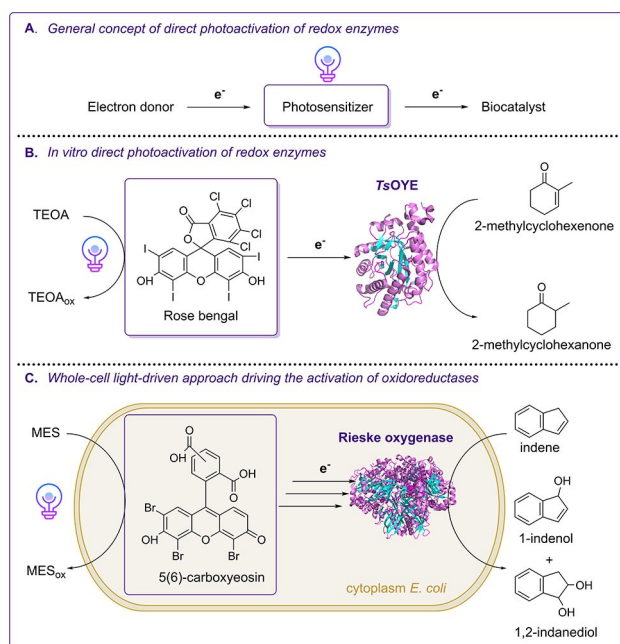 A. General concept of direct photoactivation of redox enzymes
Electron donor
e-
Photosensitizer
e-
Biocatalyst
B. In vitro direct photoactivation of redox enzymes
TEOA
TEOAox
O
O
Cl
Cl
Cl
Cl
I
I
OH
O
OH
I
I
Rose bengal
e-
TsOYE
O
2-methylcyclohexenone
O
2-methylcyclohexanone
C. Whole-cell light-driven approach driving the activation of oxidoreductases
MES
MESox
O
OH
O
OH
Br
OH
O
O
Br
Br
5(6)-carboxyeosin
e-
Rieske oxygenase
cytoplasm E. coli
indene
OH
1-indenol
+
OH
OH
1,2-indanediol